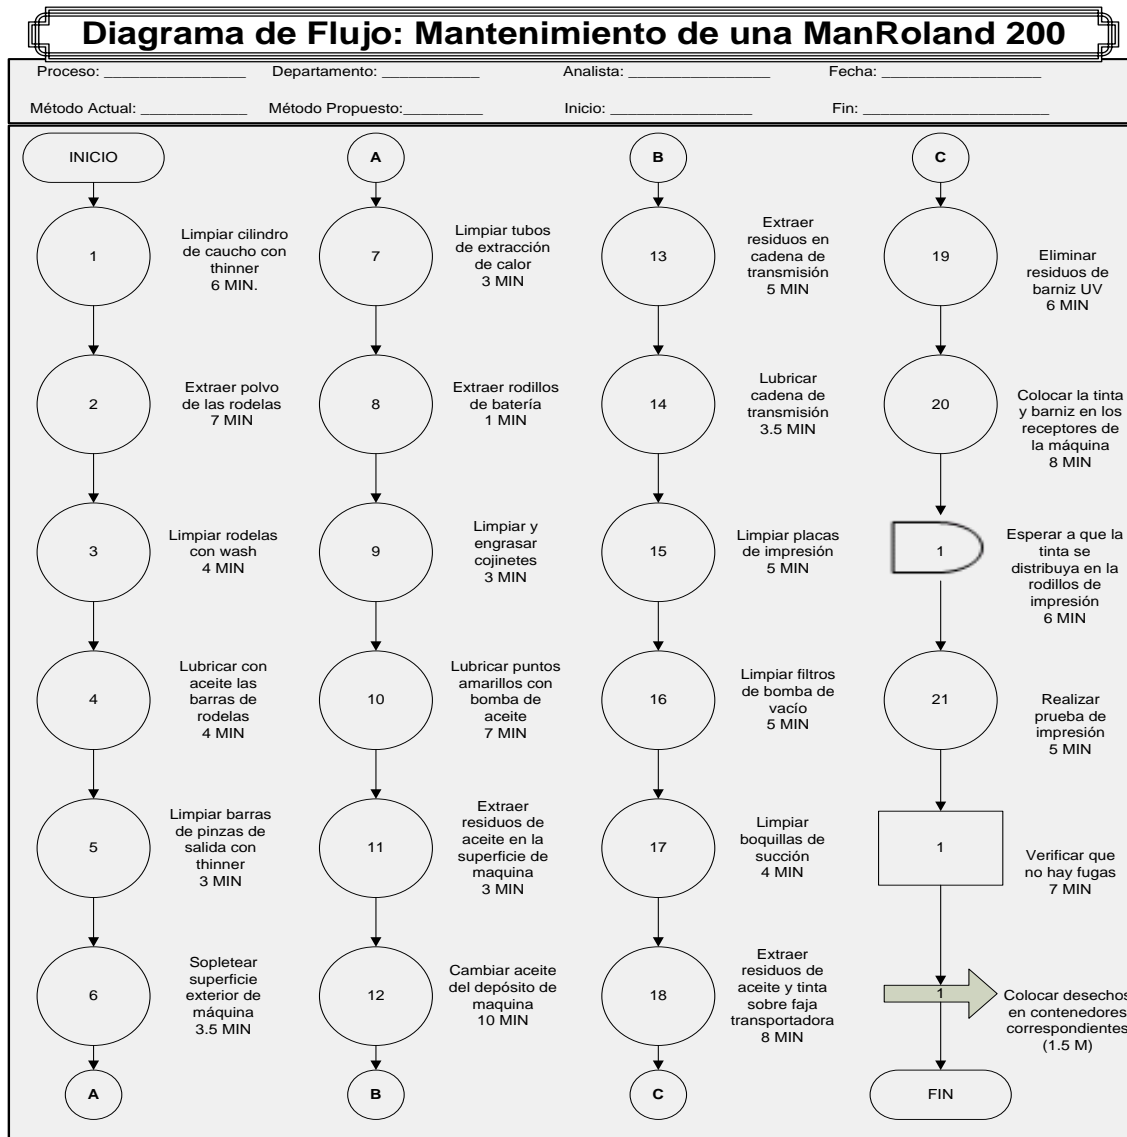 Diagrama de Flujo: Mantenimiento de una ManRoland 200
Proceso: ________________ Departamento: ___________ Analista: ________________ Fecha: __________________
Método Actual: ____________ Método Propuesto:_________ Inicio: ________________ Fin: _____________________
INICIO
1
Limpiar cilindro
de caucho con
thinner
6 MIN.
2
Extraer polvo
de las rodelas
7 MIN
3
Limpiar rodelas
con wash
4 MIN
4
Lubricar con
aceite las
barras de
rodelas
4 MIN
5
Limpiar barras
de pinzas de
salida con
thinner
3 MIN
6
Sopletear
superficie
exterior de
máquina
3.5 MIN
A
A
7
Limpiar tubos
de extracción
de calor
3 MIN
8
Extraer rodillos
de batería
1 MIN
9
Limpiar y
engrasar
cojinetes
3 MIN
10
Lubricar puntos
amarillos con
bomba de
aceite
7 MIN
11
Extraer
residuos de
aceite en la
superficie de
maquina
3 MIN
12
Cambiar aceite
del depósito de
maquina
10 MIN
B
B
13
Extraer
residuos en
cadena de
transmisión
5 MIN
14
Lubricar
cadena de
transmisión
3.5 MIN
15
Limpiar placas
de impresión
5 MIN
16
Limpiar filtros
de bomba de
vacío
5 MIN
17
Limpiar
boquillas de
succión
4 MIN
18
Extraer
residuos de
aceite y tinta
sobre faja
transportadora
8 MIN
C
C
19
Eliminar
residuos de
barniz UV
6 MIN
20
Colocar la tinta
y barniz en los
receptores de
la máquina
8 MIN
1
Esperar a que la
tinta se
distribuya en la
rodillos de
impresión
6 MIN
21
Realizar
prueba de
impresión
5 MIN
1
Verificar que
no hay fugas
7 MIN
1
Colocar desechos
en contenedores
correspondientes
(1.5 M)
FIN